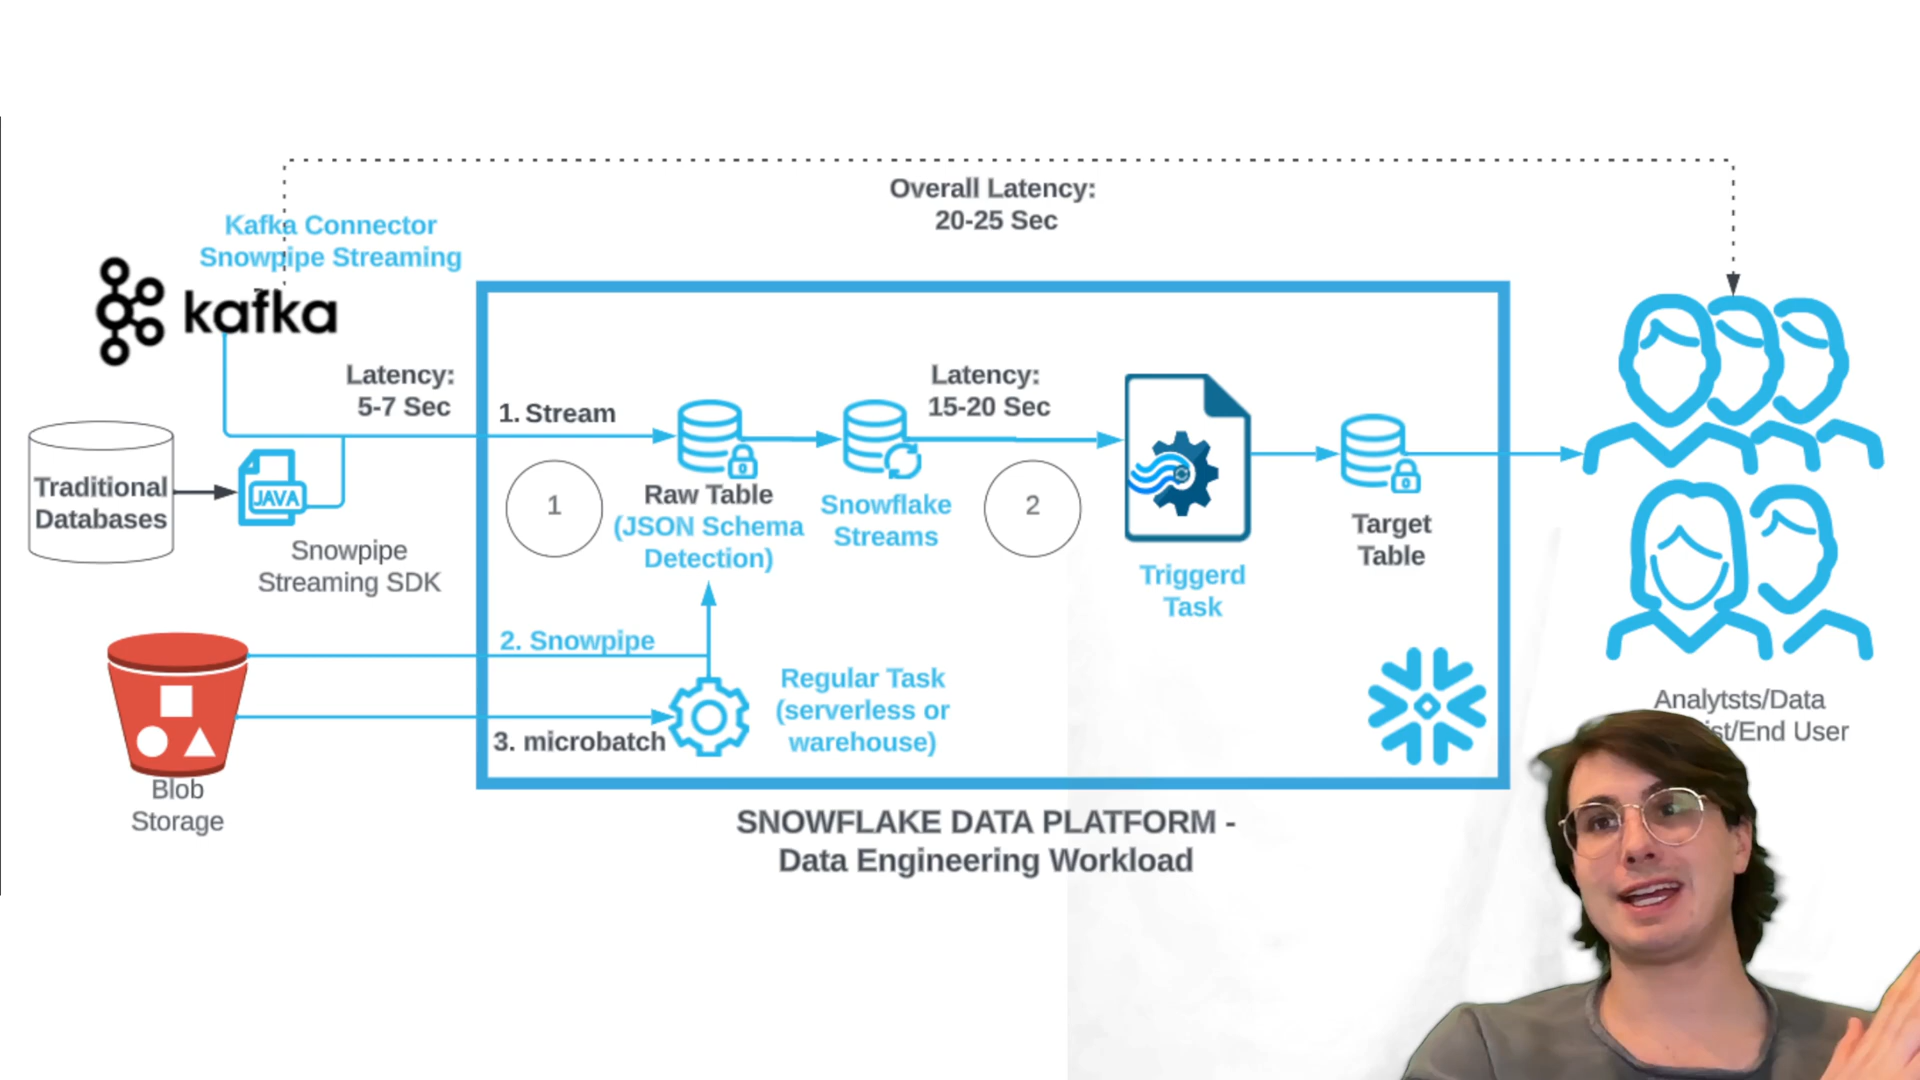 Overall Latency:
20-25 Sec
Kafka Connector
Snowpipe Streaming
kafka
Latency:
5-7 Sec
Traditional
Databases
JAVA
Snowpipe
Streaming SDK
Blob
Storage
1. Stream
1
Raw Table
(JSON Schema
Detection)
Snowflake
Streams
Latency:
15-20 Sec
2
Triggerd
Task
Target
Table
2. Snowpipe
3. microbatch
Regular Task
(serverless or
warehouse)
SNOWFLAKE DATA PLATFORM -
Data Engineering Workload
Analytsts/Data
/End User